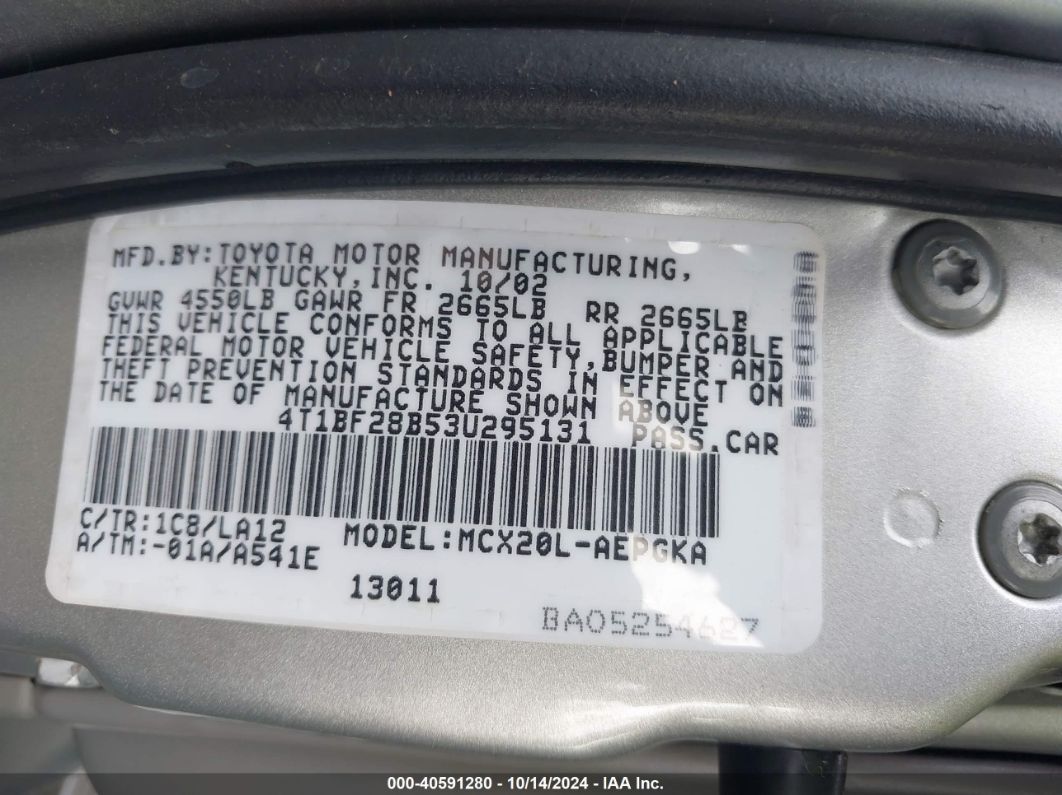 MFD.BY:TOYOTA MOTOR MANUFACTURING,
KENTUCKY,INC. 10/02
GVWR 4550LB GAWR FR 2665LB RR 2665LB
THIS VEHICLE CONFORMS TO ALL APPLICABLE
FEDERAL MOTOR VEHICLE SAFETY,BUMPER AND
THEFT PREVENTION STANDARDS IN EFFECT ON
THE DATE OF MANUFACTURE SHOWN ABOVE
4T1BF28B53U295131 PASS.CAR
C/TR:1C8/LA12 MODEL:MCX20L-AEPGKA
A/TM:-01A/A541E
13011
BA05254627
000-40591280 - 10/14/2024 - IAA Inc.